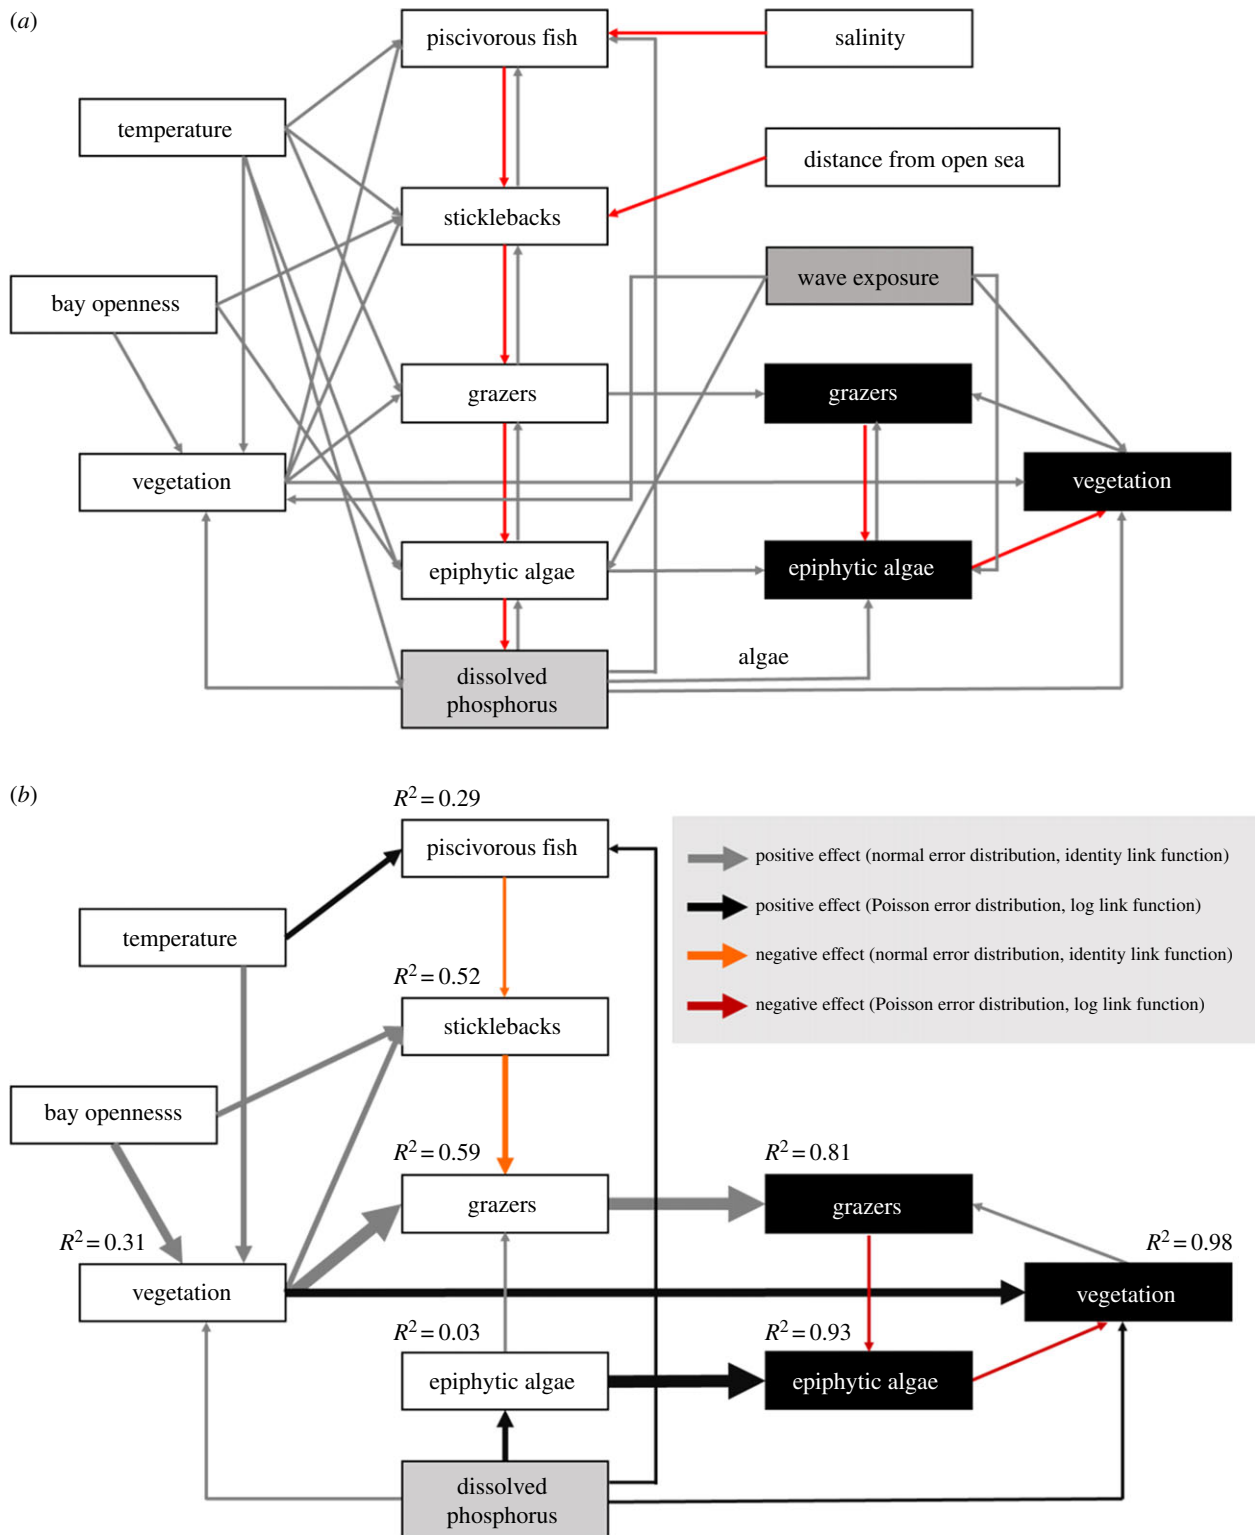 (a)
piscivorous fish
salinity
temperature
distance from open sea
sticklebacks
wave exposure
bay openness
grazers
grazers
vegetation
vegetation
epiphytic algae
epiphytic algae
algae
dissolved
phosphorus
(b)
R² = 0.29
piscivorous fish
positive effect (normal error distribution, identity link function)
positive effect (Poisson error distribution, log link function)
temperature
negative effect (normal error distribution, identity link function)
R² = 0.52
negative effect (Poisson error distribution, log link function)
sticklebacks
bay opennesss
R² = 0.59
R² = 0.81
grazers
grazers
R² = 0.31
R² = 0.98
vegetation
vegetation
R² = 0.03
R² = 0.93
epiphytic algae
epiphytic algae
dissolved
phosphorus